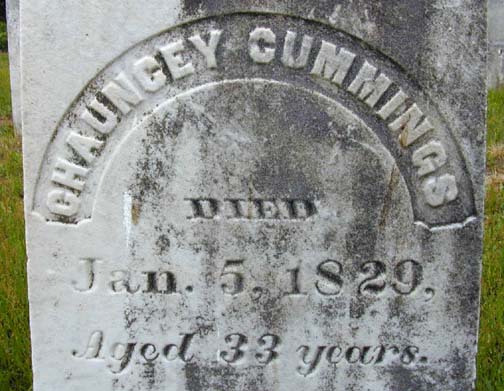 CHAUNCEY CUMMINGS
DIED
Jan. 5, 1829,
Aged 33 years.